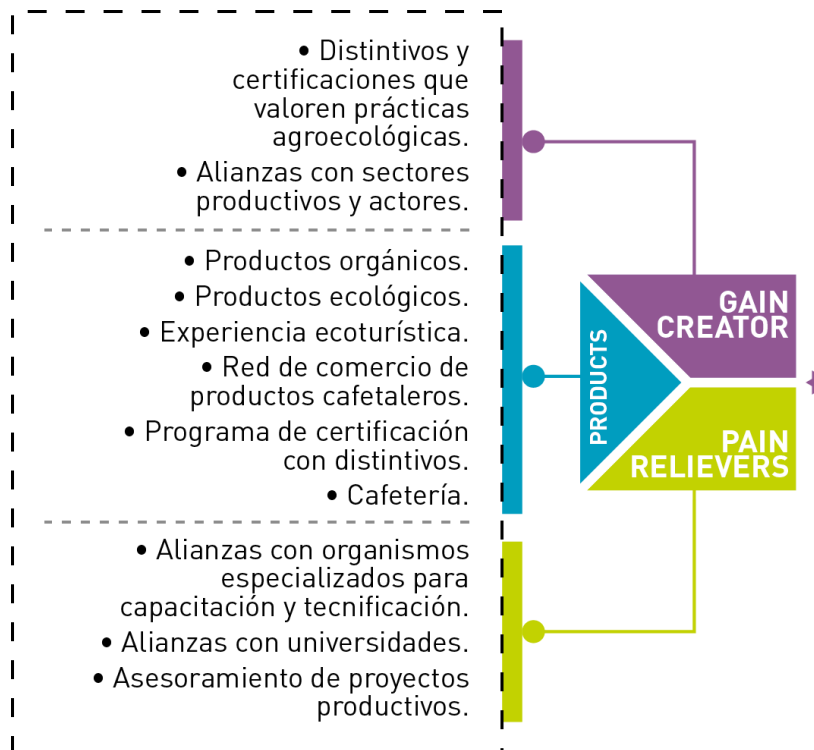 • Distintivos y
certificaciones que
valoren prácticas
agroecológicas.
• Alianzas con sectores
productivos y actores.
• Productos orgánicos.
• Productos ecológicos.
• Experiencia ecoturística.
• Red de comercio de
productos cafetaleros.
• Programa de certificación
con distintivos.
• Cafetería.
• Alianzas con organismos
especializados para
capacitación y tecnificación.
• Alianzas con universidades.
• Asesoramiento de proyectos
productivos.
GAIN
CREATOR
PRODUCTS
PAIN
RELIEVERS